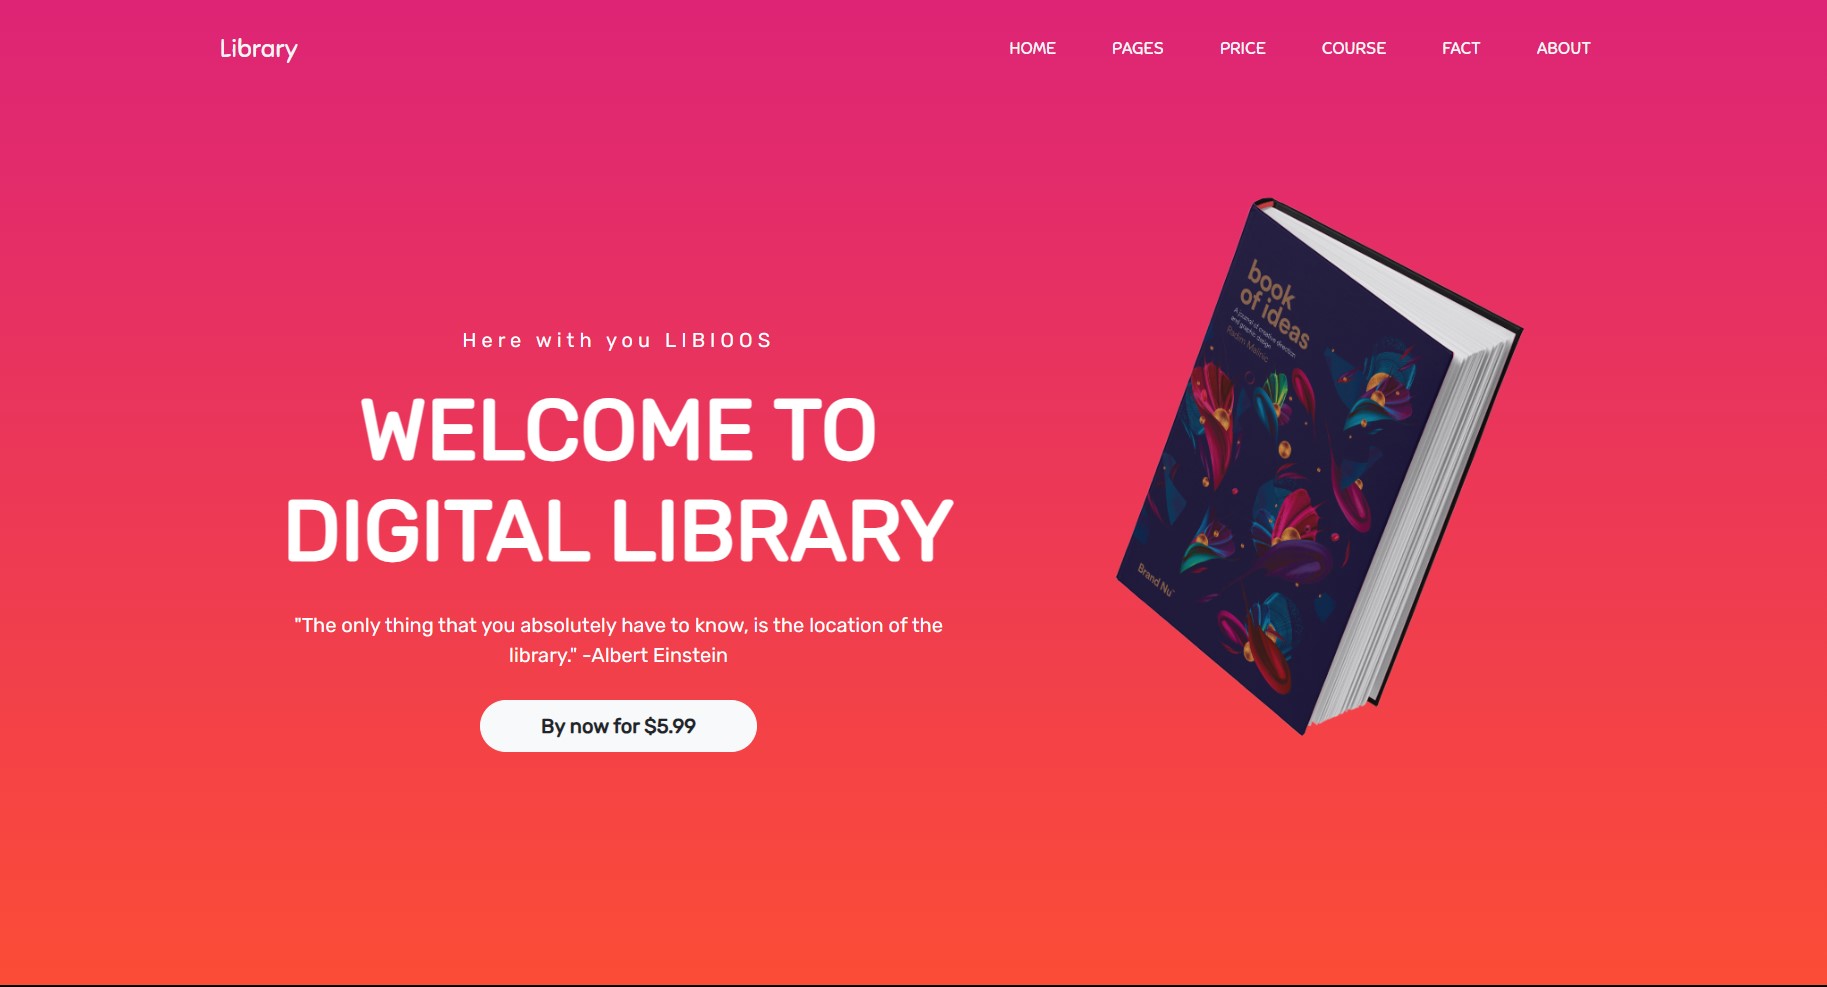 Library
HOME PAGES PRICE COURSE FACT ABOUT
Here with you LIBIOOS
WELCOME TO
DIGITAL LIBRARY
"The only thing that you absolutely have to know, is the location of the
library." -Albert Einstein
By now for $5.99
book
of ideas
A journal of creative direction
and graphic design
Radim Malinic
Brand Nu™